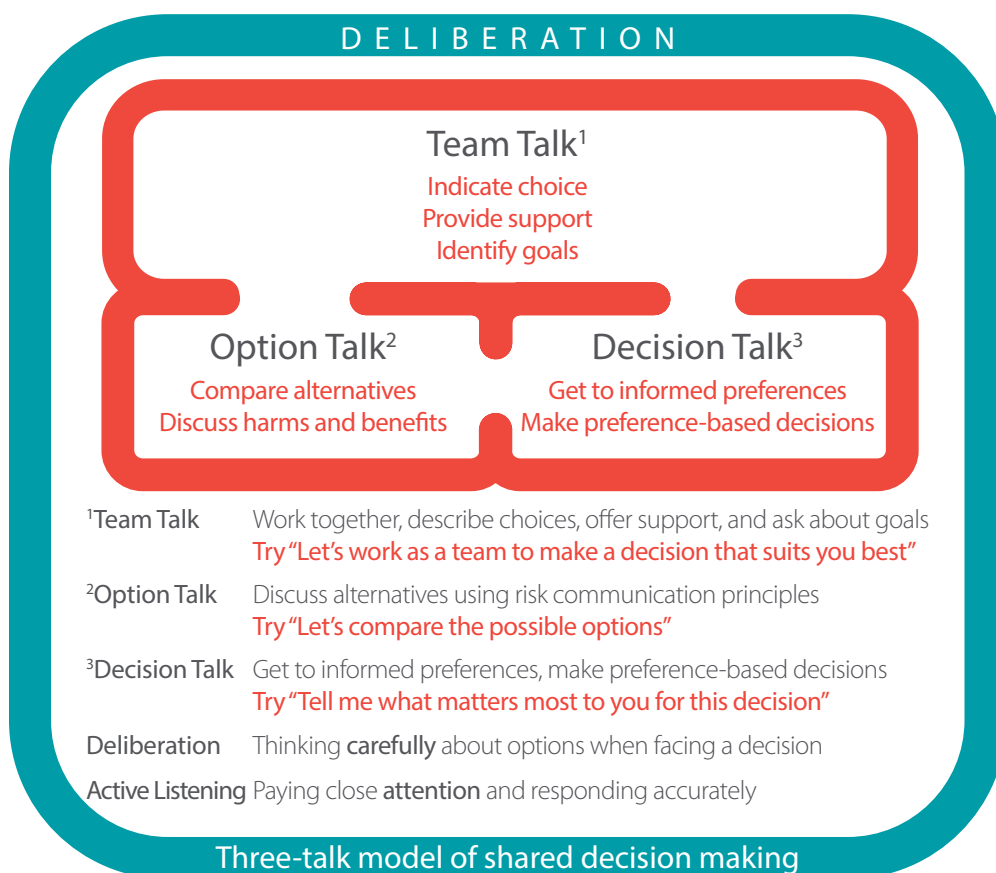 DELIBERATION
Team Talk¹
Indicate choice
Provide support
Identify goals
Option Talk²
Compare alternatives
Discuss harms and benefits
Decision Talk³
Get to informed preferences
Make preference-based decisions
¹Team Talk Work together, describe choices, offer support, and ask about goals
Try “Let’s work as a team to make a decision that suits you best”
²Option Talk Discuss alternatives using risk communication principles
Try “Let’s compare the possible options”
³Decision Talk Get to informed preferences, make preference-based decisions
Try “Tell me what matters most to you for this decision”
Deliberation Thinking carefully about options when facing a decision
Active Listening Paying close attention and responding accurately
Three-talk model of shared decision making